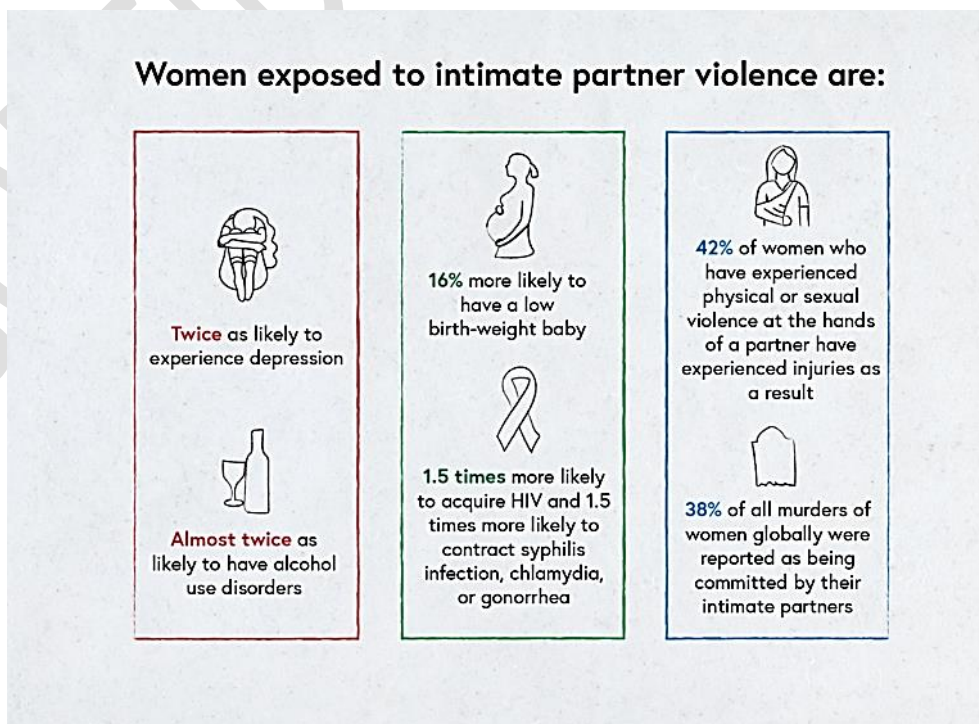 Women exposed to intimate partner violence are:
Twice as likely to
experience depression
Almost twice as
likely to have alcohol
use disorders
16% more likely to
have a low
birth-weight baby
1.5 times more likely
to acquire HIV and 1.5
times more likely to
contract syphilis
infection, chlamydia,
or gonorrhea
42% of women who
have experienced
physical or sexual
violence at the hands
of a partner have
experienced injuries as
a result
38% of all murders of
women globally were
reported as being
committed by their
intimate partners